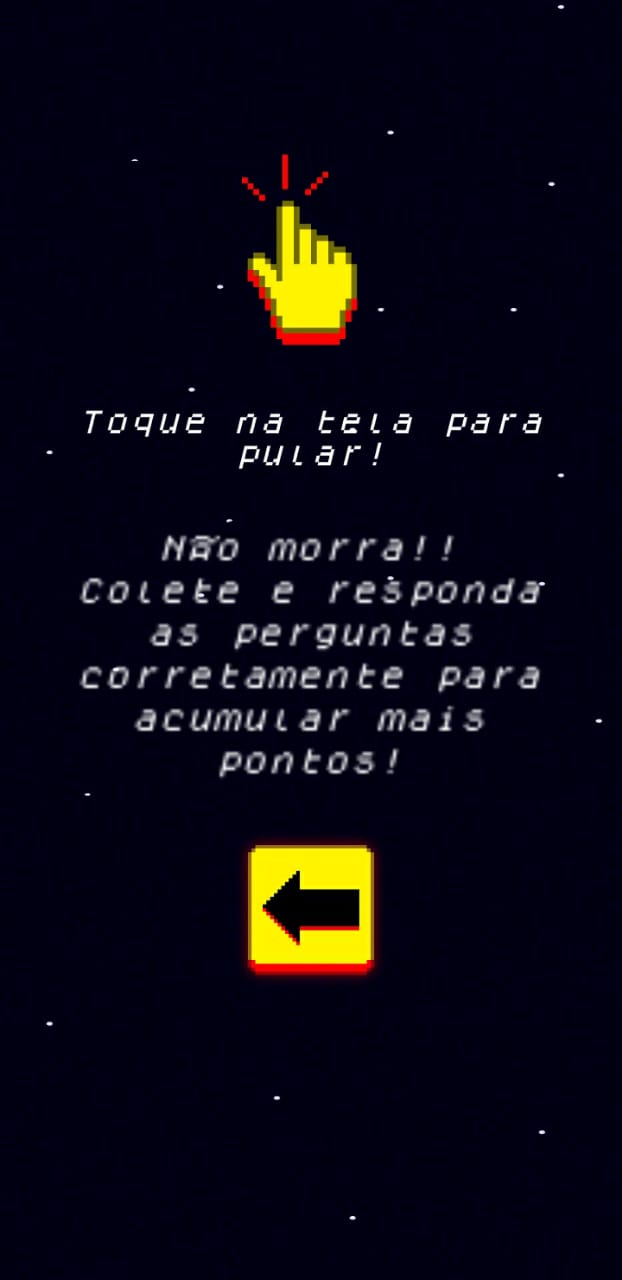 Toque na tela para
pular!
Não morra!!
Colete e responda
as perguntas
corretamente para
acumular mais
pontos!